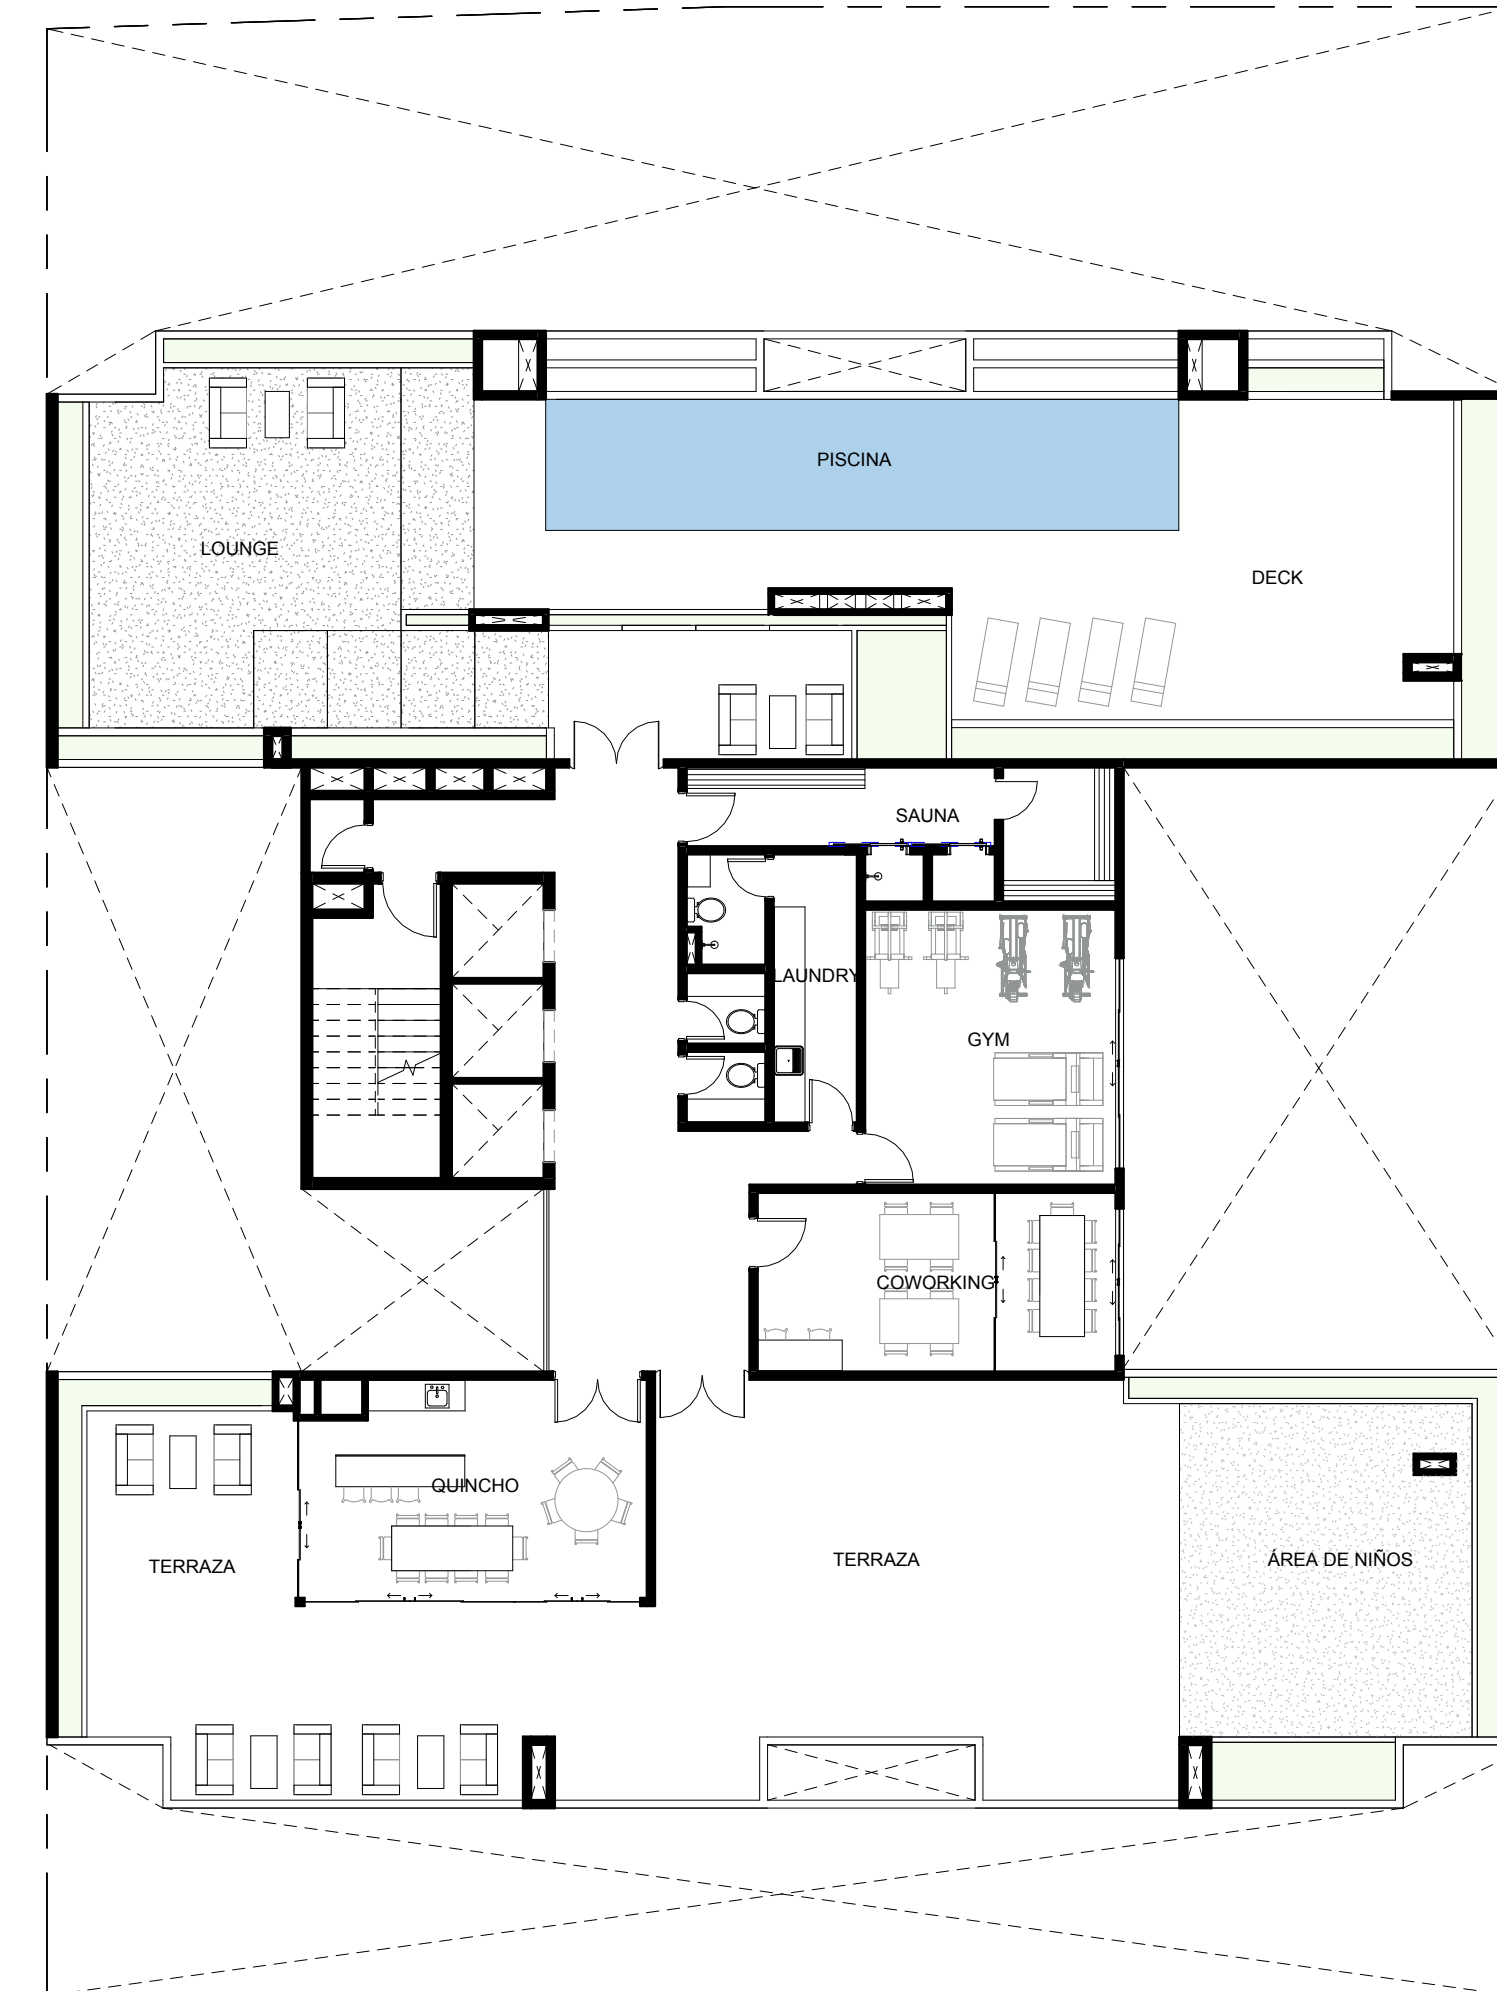 PISCINA
LOUNGE
DECK
SAUNA
LAUNDRY
GYM
COWORKING
QUINCHO
TERRAZA
TERRAZA
ÁREA DE NIÑOS